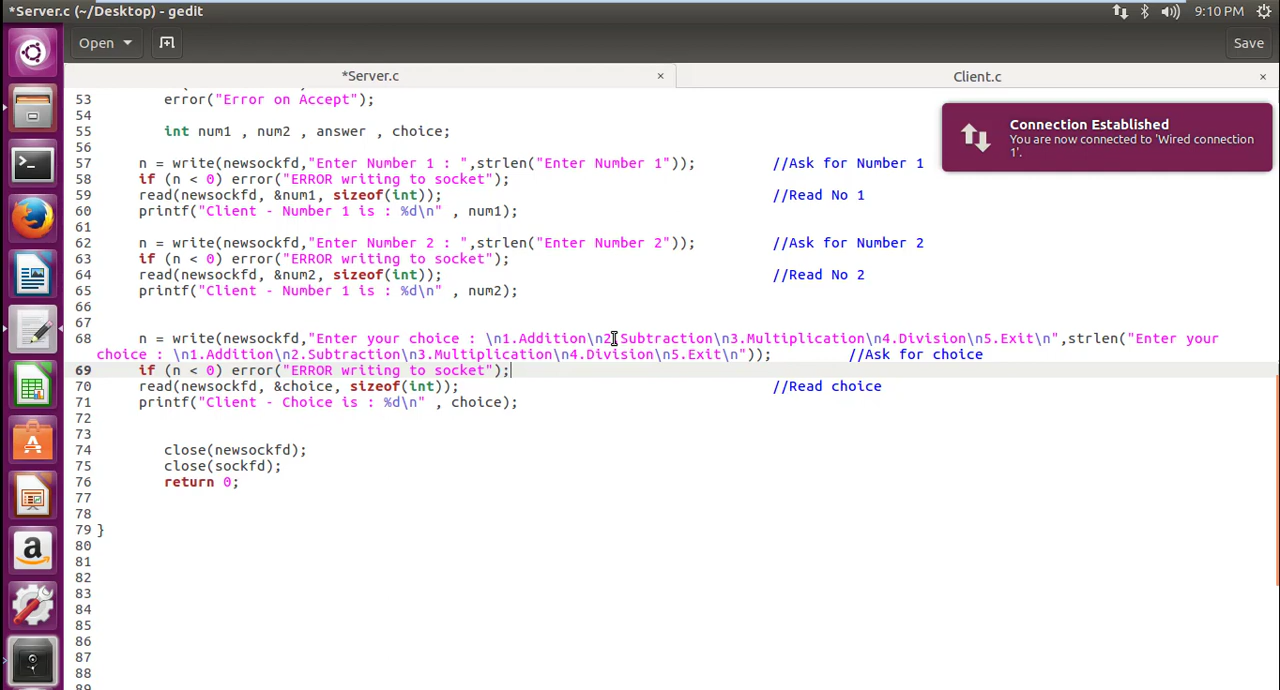 *Server.c (~/Desktop) - gedit
9:10 PM
Open
Save
*Server.c ×
Client.c ×
Connection Established
You are now connected to 'Wired connection
1'.
53 error("Error on Accept");
54
55 int num1 , num2 , answer , choice;
56
57 n = write(newsockfd,"Enter Number 1 : ",strlen("Enter Number 1")); //Ask for Number 1
58 if (n < 0) error("ERROR writing to socket");
59 read(newsockfd, &num1, sizeof(int)); //Read No 1
60 printf("Client - Number 1 is : %d\n" , num1);
61
62 n = write(newsockfd,"Enter Number 2 : ",strlen("Enter Number 2")); //Ask for Number 2
63 if (n < 0) error("ERROR writing to socket");
64 read(newsockfd, &num2, sizeof(int)); //Read No 2
65 printf("Client - Number 1 is : %d\n" , num2);
66
67
68 n = write(newsockfd,"Enter your choice : \n1.Addition\n2.Subtraction\n3.Multiplication\n4.Division\n5.Exit\n",strlen("Enter your
choice : \n1.Addition\n2.Subtraction\n3.Multiplication\n4.Division\n5.Exit\n")); //Ask for choice
69 if (n < 0) error("ERROR writing to socket");
70 read(newsockfd, &choice, sizeof(int)); //Read choice
71 printf("Client - Choice is : %d\n" , choice);
72
73
74 close(newsockfd);
75 close(sockfd);
76 return 0;
77
78
79 }
80
81
82
83
84
85
86
87
88
89